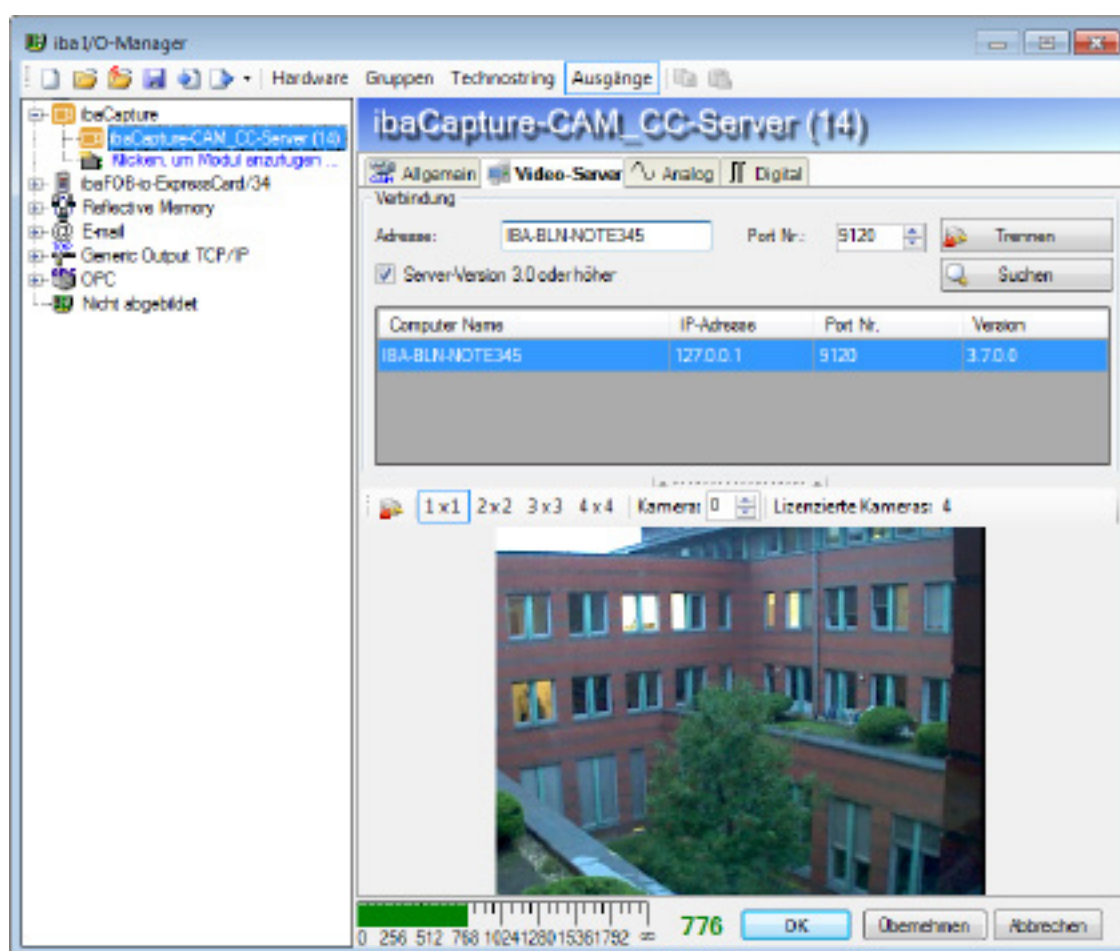 iba I/O-Manager
Hardware Gruppen Technostring Ausgänge
ibaCapture
ibaCapture-CAM_CC-Server (14)
Klicken, um Modul anzufügen ...
ibaFOB-io-ExpressCard/34
Reflective Memory
E-mail
Generic Output TCP/IP
OPC
Nicht abgebildet
ibaCapture-CAM_CC-Server (14)
Allgemein Video-Server Analog Digital
Verbindung
Adresse: IBA-BLN-NOTE345 Port Nr.: 9120 Trennen
Server-Version 3.0 oder höher Suchen
Computer Name IP-Adresse Port Nr. Version
IBA-BLN-NOTE345 127.0.0.1 9120 3.7.0.0
1x1 2x2 3x3 4x4 Kamera: 0 Lizenzierte Kameras: 4
0 256 512 768 1024 1280 1536 1792 ∞ 776 OK Übernehmen Abbrechen